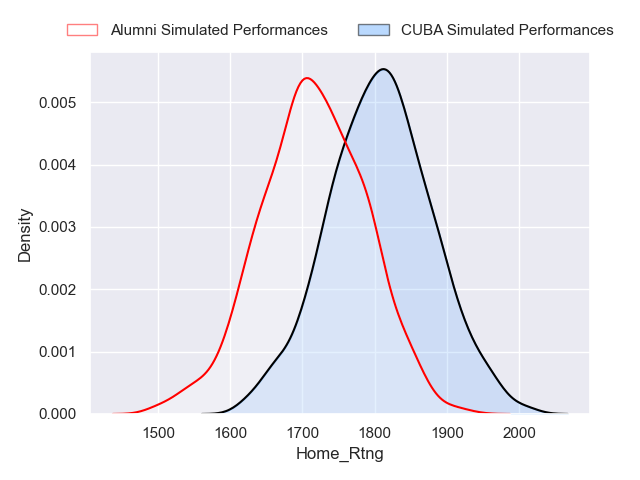 Alumni Simulated Performances CUBA Simulated Performances
0.005
0.004
0.003
0.002
0.001
0.000
Density
1500 1600 1700 1800 1900 2000
Home_Rtng